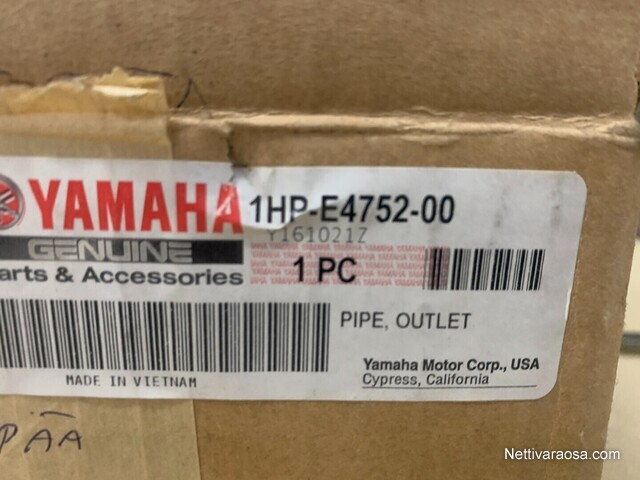 YAMAHA
1HP-E4752-00
Y161021Z
GENUINE
arts & Accessories
1 PC
PIPE, OUTLET
Yamaha Motor Corp., USA
Cypress, California
MADE IN VIETNAM
PÄÄ
Nettivaraosa.com